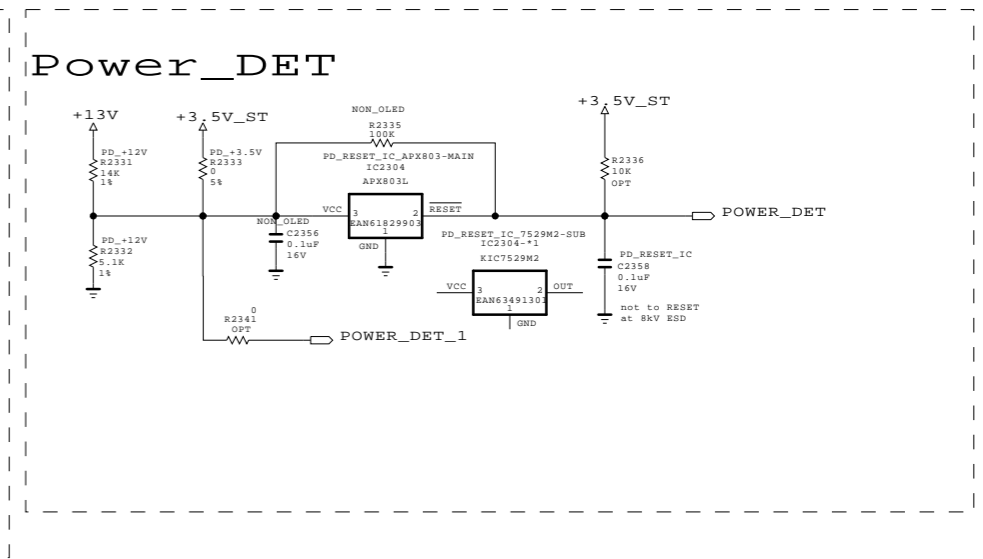 Power_DET
+13V
PD_+12V
R2331
14K
1%
PD_+12V
R2332
5.1K
1%
+3.5V_ST
PD_+3.5V
R2333
0
5%
0
R2341
OPT
POWER_DET_1
NON_OLED
R2335
100K
PD_RESET_IC_APX803-MAIN
IC2304
APX803L
VCC
3
2
RESET
EAN61829903
1
GND
NON_OLED
C2356
0.1uF
16V
PD_RESET_IC_7529M2-SUB
IC2304-*1
KIC7529M2
VCC
3
2
OUT
EAN63491301
1
GND
+3.5V_ST
R2336
10K
OPT
POWER_DET
PD_RESET_IC
C2358
0.1uF
16V
not to RESET
at 8kV ESD